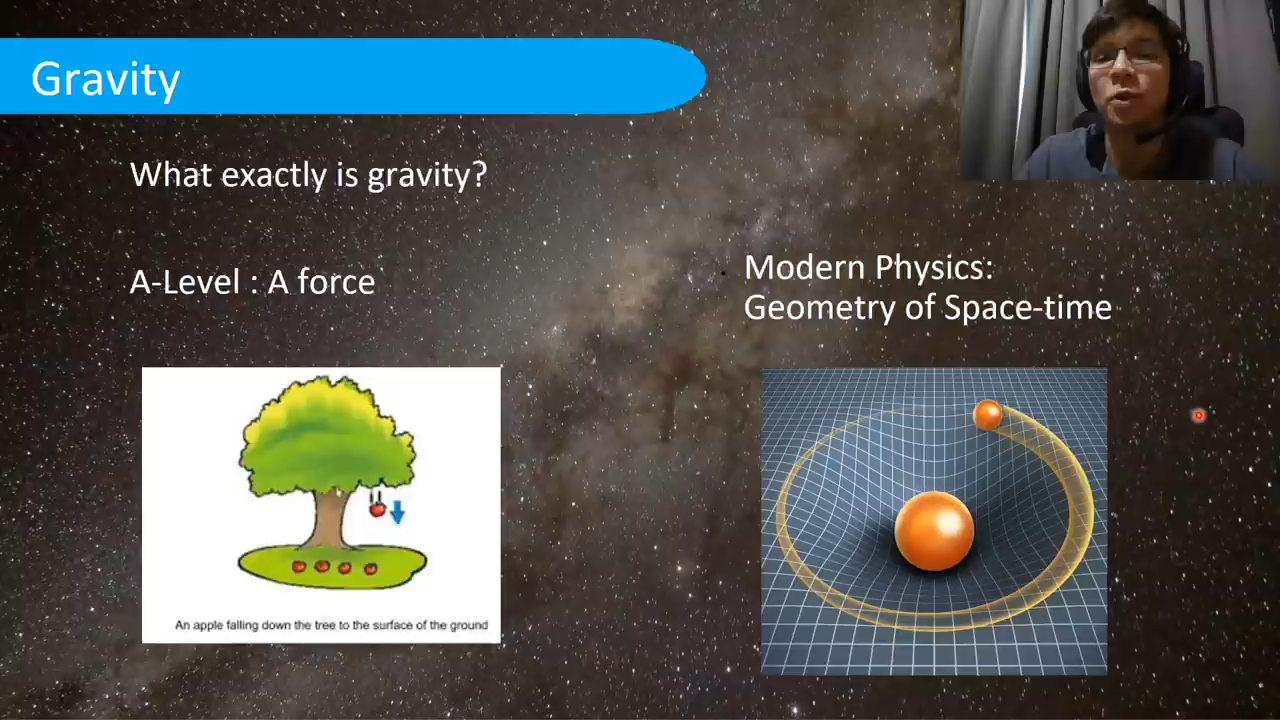 Gravity
What exactly is gravity?
A-Level : A force
Modern Physics:
Geometry of Space-time
An apple falling down the tree to the surface of the ground